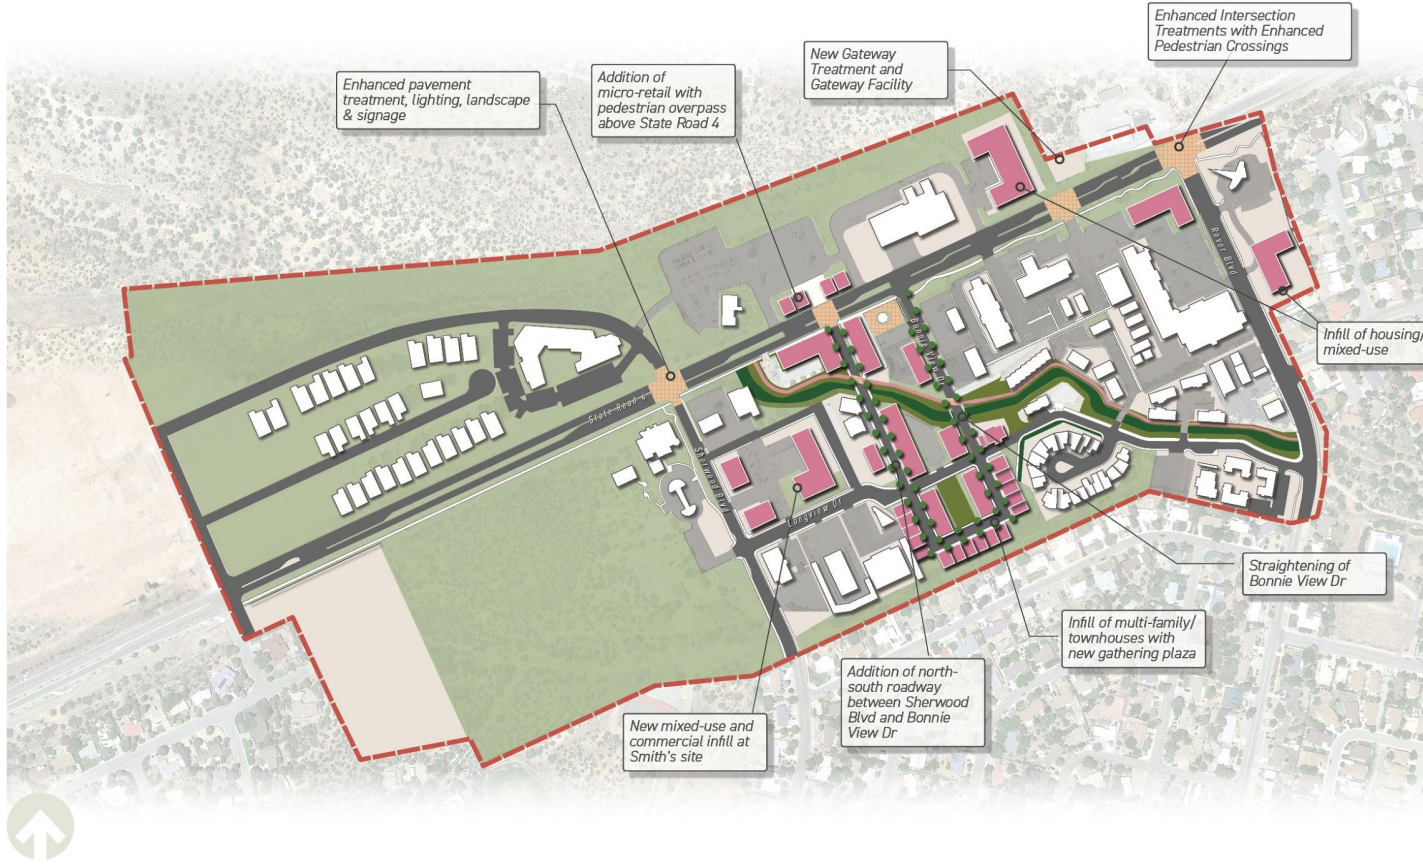 Enhanced Intersection
Treatments with Enhanced
Pedestrian Crossings
New Gateway
Treatment and
Gateway Facility
Addition of
micro-retail with
pedestrian overpass
above State Road 4
Enhanced pavement
treatment, lighting, landscape
& signage
Rover Blvd
Infill of housing/
mixed-use
Bonnie View Dr
State Road 4
Sherwood Blvd
Longview Dr
Straightening of
Bonnie View Dr
Infill of multi-family/
townhouses with
new gathering plaza
Addition of north-
south roadway
between Sherwood
Blvd and Bonnie
View Dr
New mixed-use and
commercial infill at
Smith's site